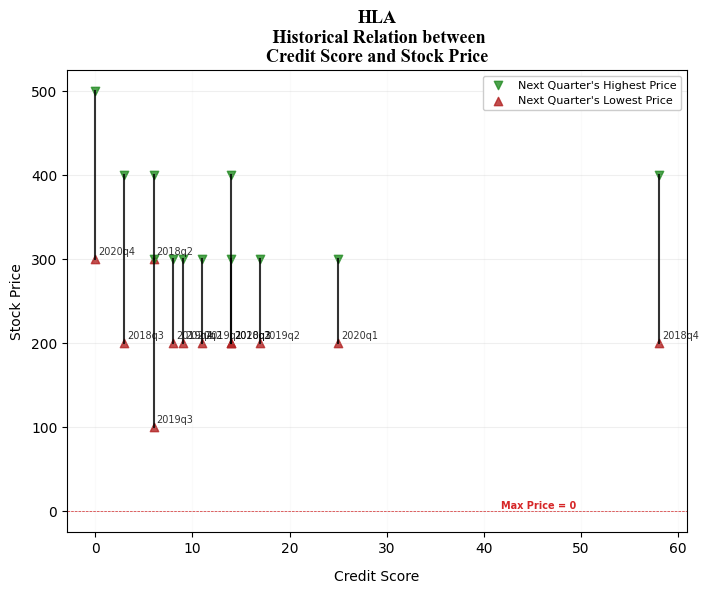 HLA
Historical Relation between
Credit Score and Stock Price
Next Quarter's Highest Price
Next Quarter's Lowest Price
Stock Price
500
400
300
200
100
0
2020q4
2018q2
2018q3
2019q2
2020q1
2018q4
2019q3
Max Price = 0
0
10
20
30
40
50
60
Credit Score